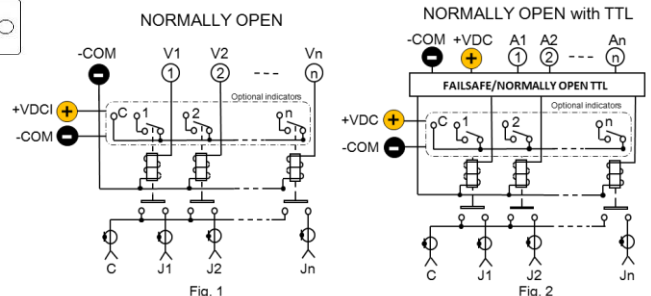 NORMALLY OPEN
-COM V1 V2 Vn
1 2 n
Optional indicators
+VDCI
-COM
C 1 2 n
C J1 J2 Jn
Fig. 1
NORMALLY OPEN with TTL
-COM +VDC A1 A2 An
1 2 n
FAILSAFE/NORMALLY OPEN TTL
Optional indicators
+VDC
-COM
C 1 2 n
C J1 J2 Jn
Fig. 2